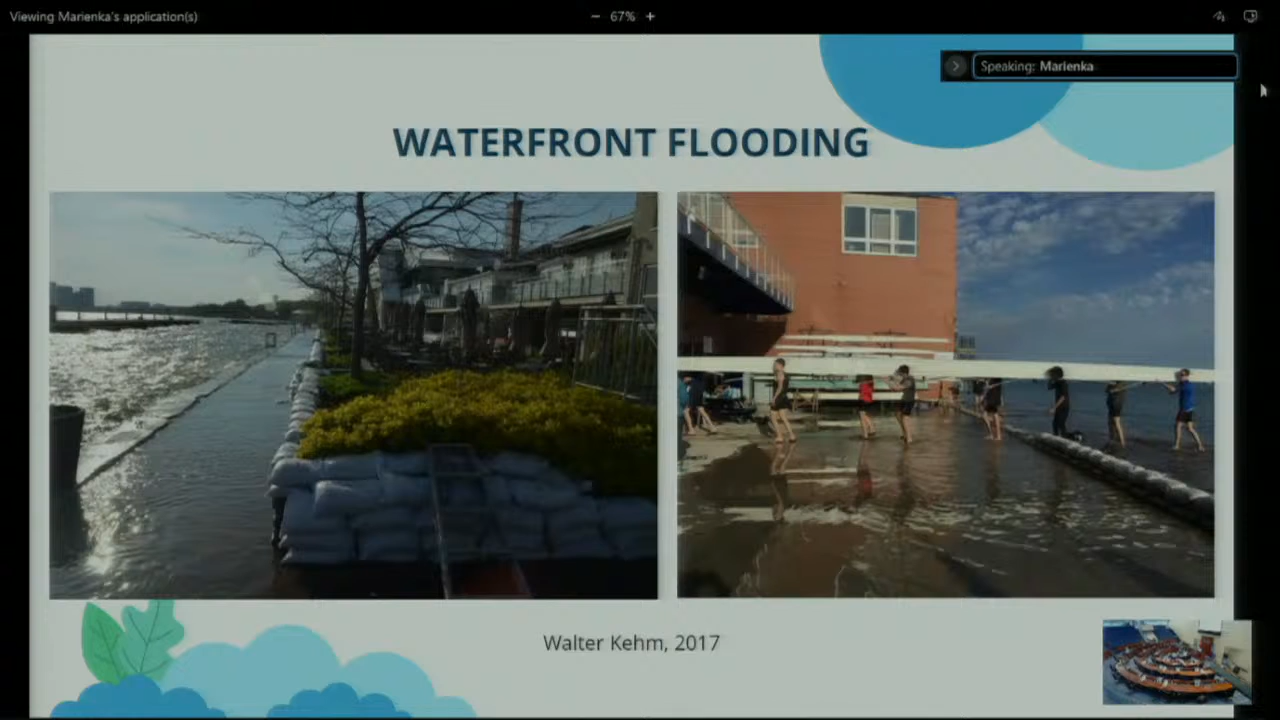 Viewing Marienka's application(s)
67%
Speaking: Marienka
WATERFRONT FLOODING
Walter Kehm, 2017